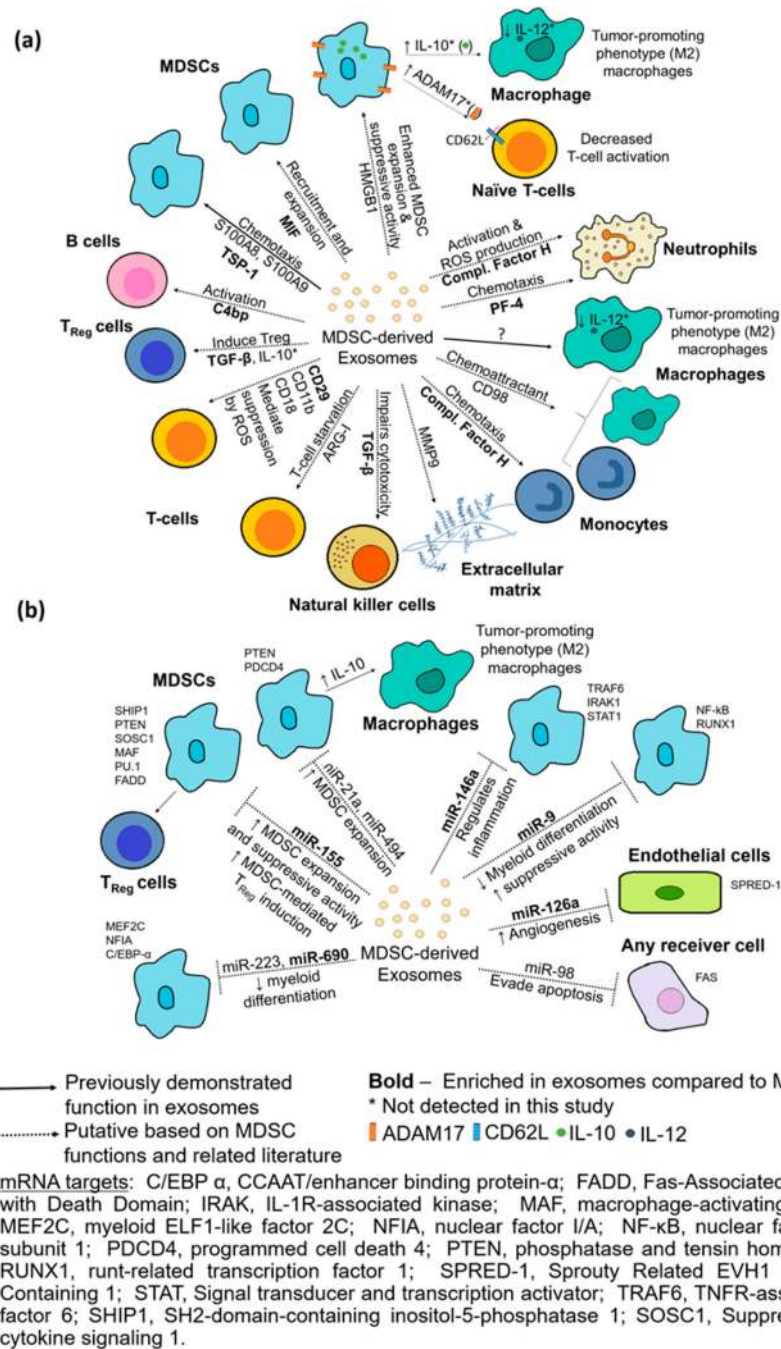 (a)
MDSCs
↑ IL-10* ( )
↓ IL-12*
Tumor-promoting
phenotype (M2)
macrophages
Macrophage
↑ ADAM17*( )
CD62L
Decreased
T-cell activation
Naïve T-cells
Enhanced MDSC
expansion &
suppressive activity
HMGB1
Recruitment and
expansion
MIF
Chemotaxis
S100A8, S100A9
TSP-1
B cells
Activation
C4bp
TReg cells
Induce Treg
TGF-β, IL-10*
MDSC-derived
Exosomes
Activation &
ROS production
Compl. Factor H
Neutrophils
Chemotaxis
PF-4
?
↓ IL-12*
Tumor-promoting
phenotype (M2)
macrophages
Macrophages
Chemoattractant
CD98
Chemotaxis
Compl. Factor H
Monocytes
CD29
CD11b
CD18
Mediate
suppression
by ROS
T-cells
T-cell starvation
ARG-I
Impairs cytotoxicity
TGF-β
Natural killer cells
MMP9
Extracellular
matrix
(b)
MDSCs
PTEN
PDCD4
↑ IL-10
Tumor-promoting
phenotype (M2)
macrophages
Macrophages
SHIP1
PTEN
SOSC1
MAF
PU.1
FADD
TReg cells
TRAF6
IRAK1
STAT1
NF-kB
RUNX1
miR-21a, miR-494
↑ MDSC expansion
miR-155
↑ MDSC expansion
and suppressive activity
↑ MDSC-mediated
TReg induction
miR-146a
Regulates
inflammation
miR-9
↓ Myeloid differentiation
↑ suppressive activity
Endothelial cells
SPRED-1
miR-126a
↑ Angiogenesis
MDSC-derived
Exosomes
Any receiver cell
miR-98
Evade apoptosis
FAS
MEF2C
NFIA
C/EBP-α
miR-223, miR-690
↓ myeloid
differentiation
Previously demonstrated
function in exosomes
Putative based on MDSC
functions and related literature
Bold – Enriched in exosomes compared to M
* Not detected in this study
ADAM17 CD62L IL-10 IL-12
mRNA targets: C/EBP α, CCAAT/enhancer binding protein-α; FADD, Fas-Associated
with Death Domain; IRAK, IL-1R-associated kinase; MAF, macrophage-activating
MEF2C, myeloid ELF1-like factor 2C; NFIA, nuclear factor I/A; NF-κB, nuclear fa
subunit 1; PDCD4, programmed cell death 4; PTEN, phosphatase and tensin hom
RUNX1, runt-related transcription factor 1; SPRED-1, Sprouty Related EVH1
Containing 1; STAT, Signal transducer and transcription activator; TRAF6, TNFR-ass
factor 6; SHIP1, SH2-domain-containing inositol-5-phosphatase 1; SOSC1, Suppre
cytokine signaling 1.